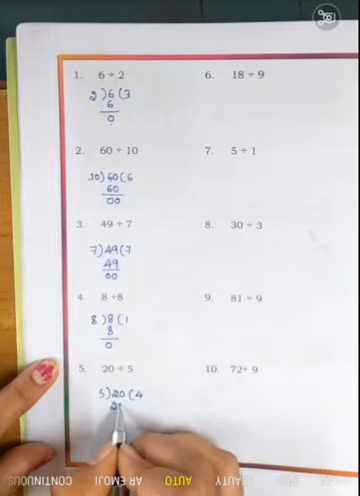 1. 6 ÷ 2
2)6(3
6
0
2. 60 ÷ 10
10)60(6
60
00
3. 49 ÷ 7
7)49(7
49
00
4. 8 ÷8
8)8(1
8
0
5. 20 ÷ 5
5)20(4
6. 18 ÷ 9
7. 5 ÷ 1
8. 30 ÷ 3
9. 81 ÷ 9
10. 72÷ 9
CONTINUOUS AR EMOJI AUTO BEAUTY